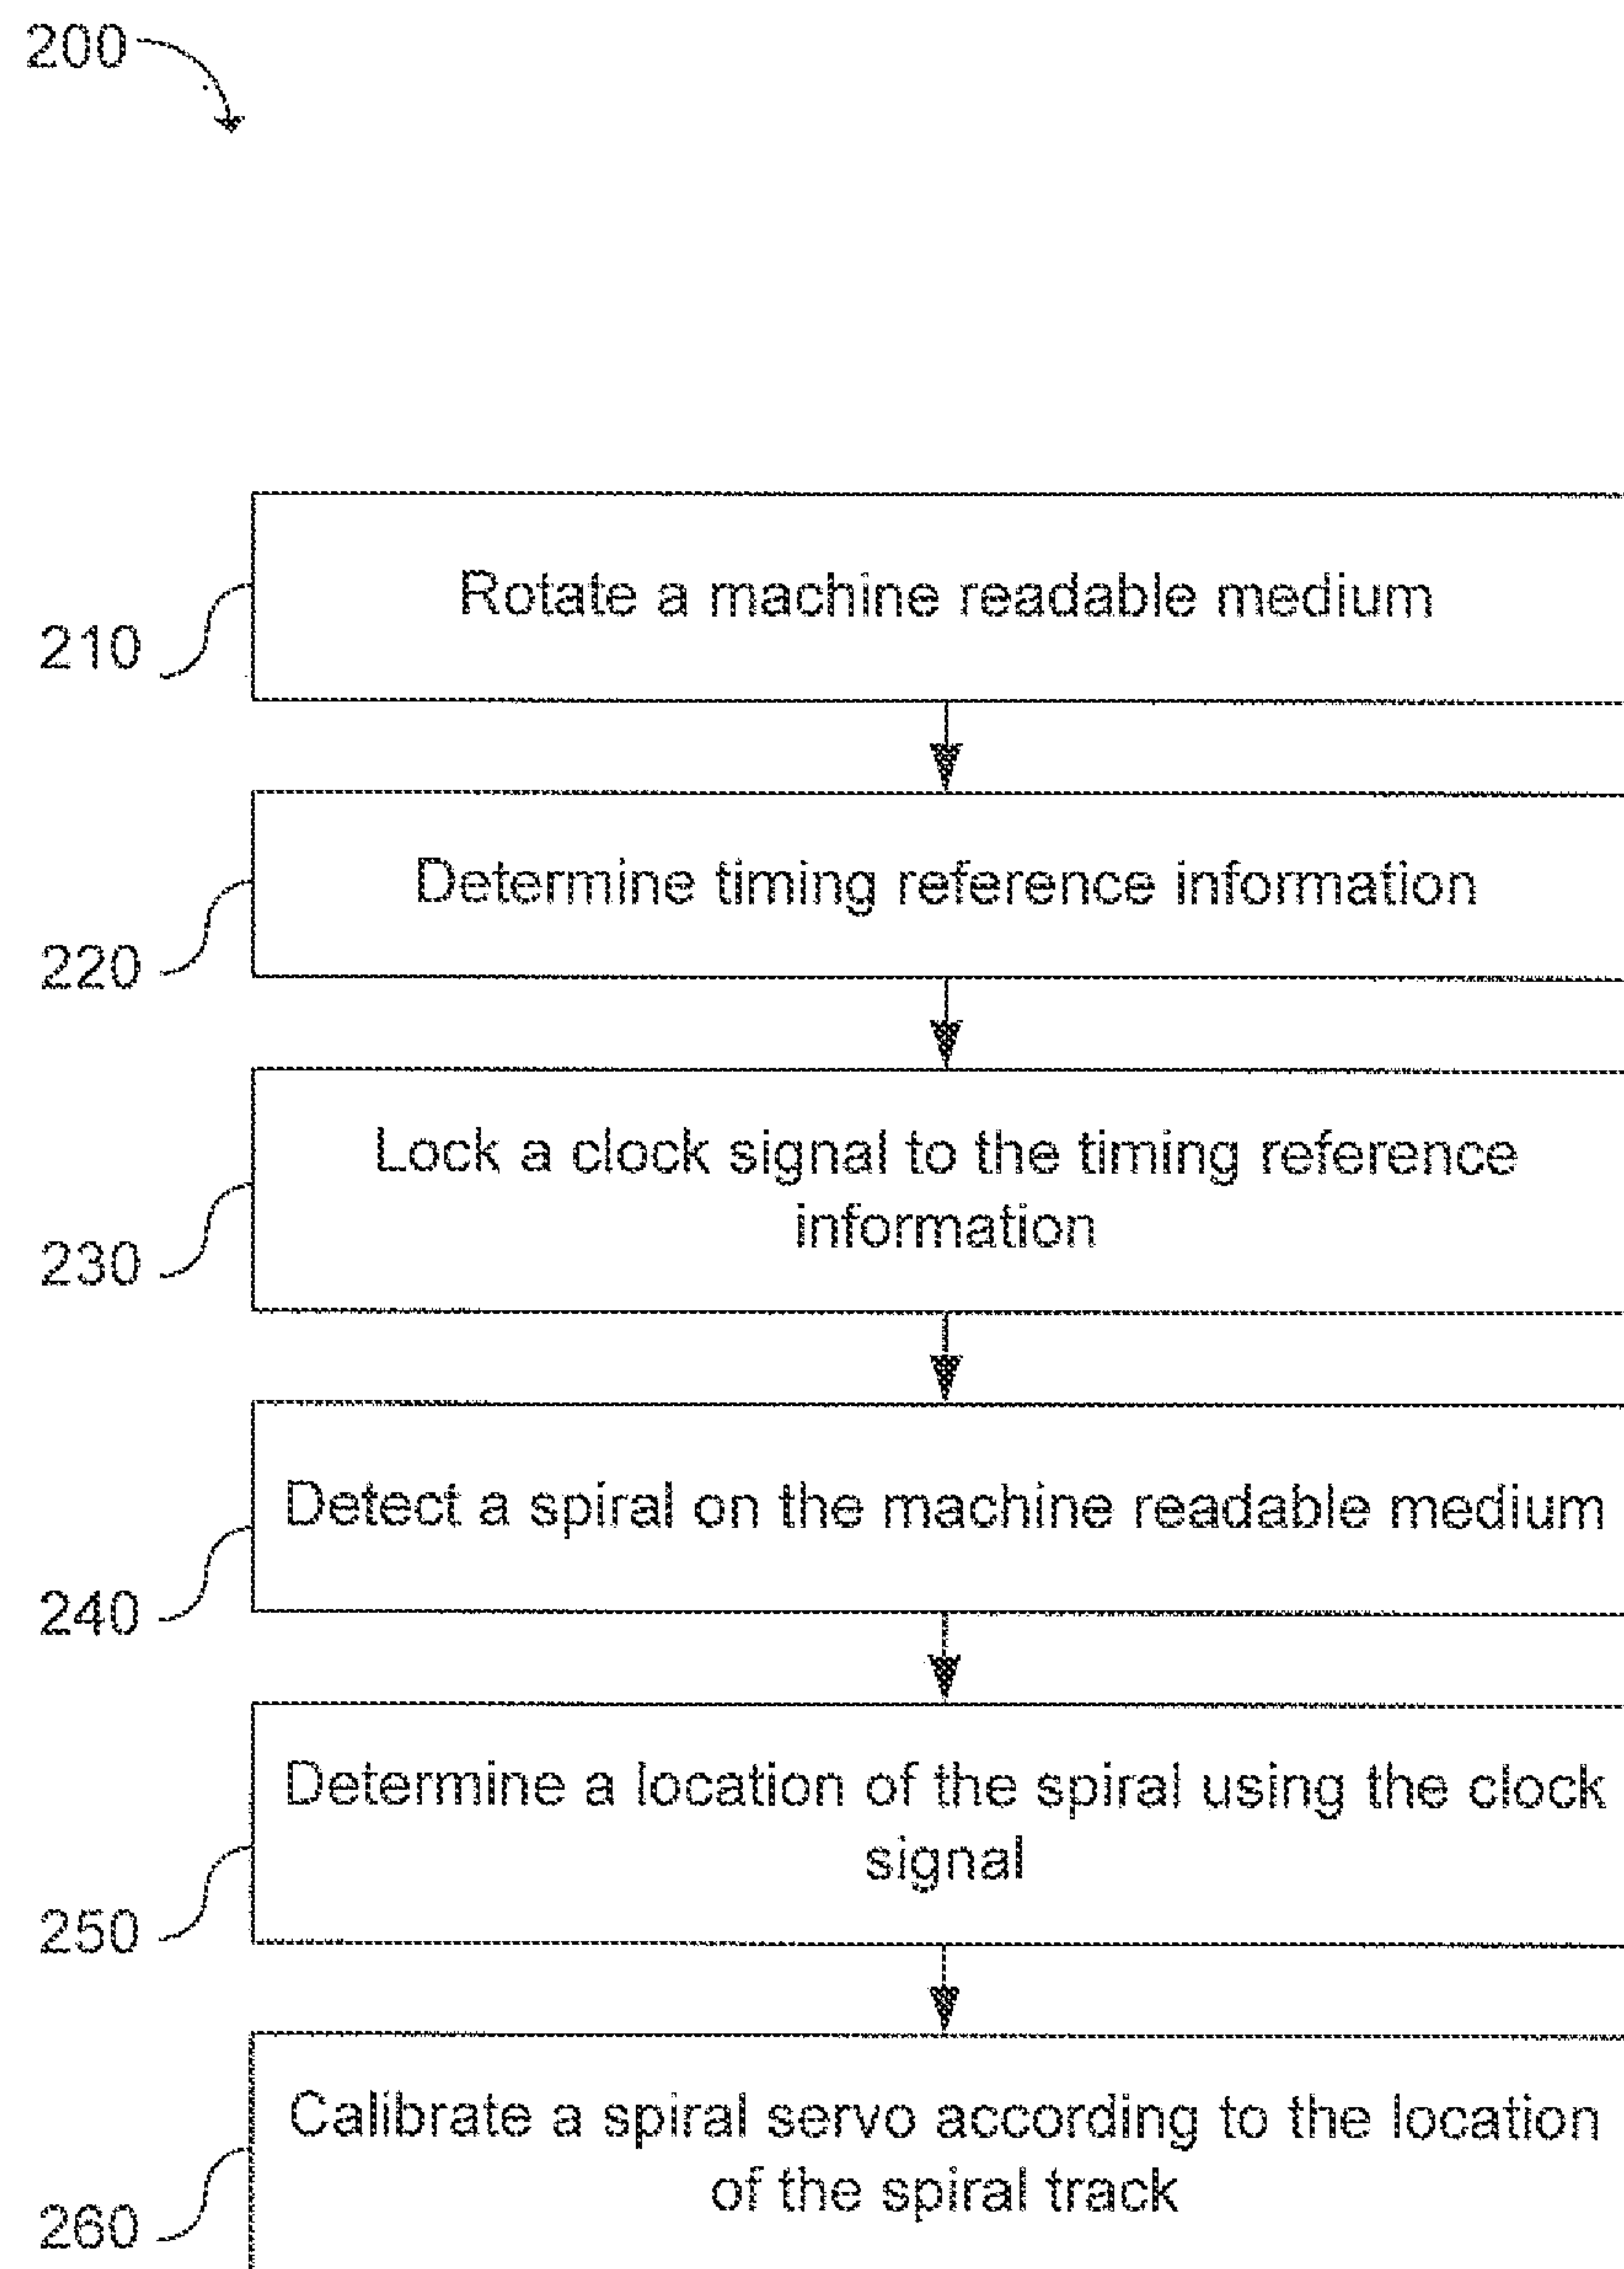 200
Rotate a machine readable medium
210
Determine timing reference information
220
Lock a clock signal to the timing reference
information
230
Detect a spiral on the machine readable medium
240
Determine a location of the spiral using the clock
signal
250
Calibrate a spiral servo according to the location
of the spiral track
260